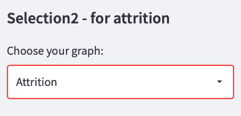 Selection2 - for attrition
Choose your graph:
Attrition